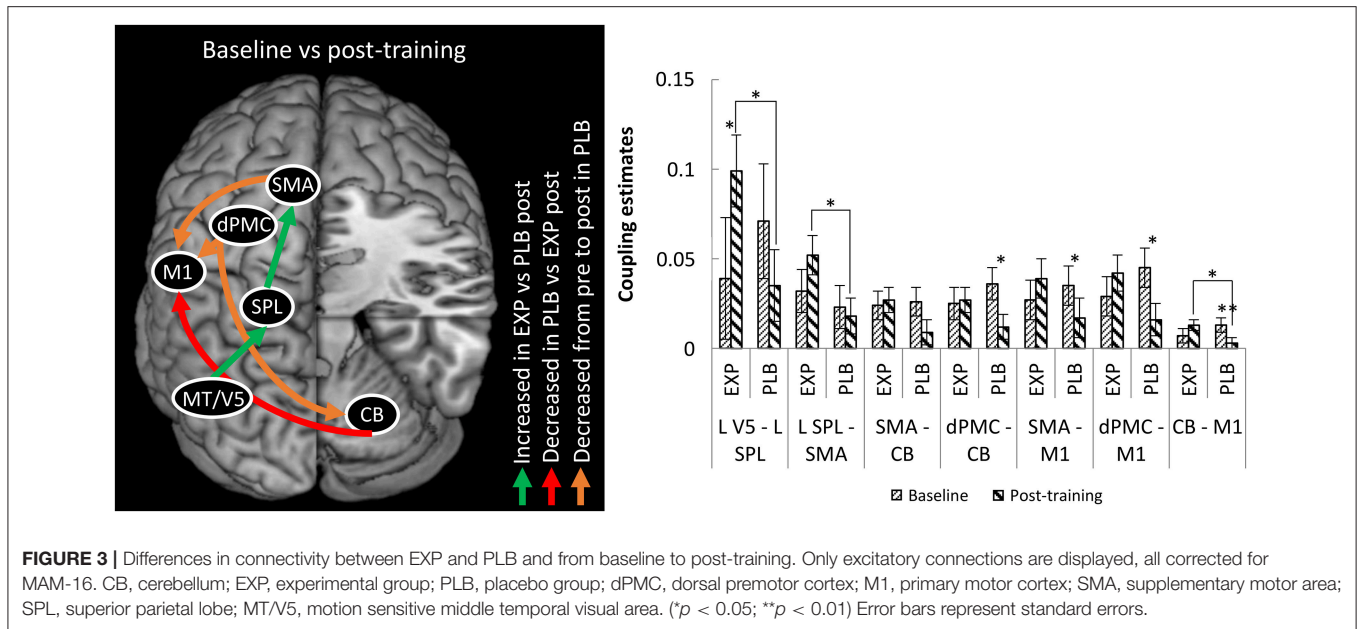 Baseline vs post-training
SMA
dPMC
M1
SPL
MT/V5
CB
Increased in EXP vs PLB post
Decreased in PLB vs EXP post
Decreased from pre to post in PLB
Coupling estimates
0.15
0.1
0.05
0
*
*
*
*
*
*
*
**
EXP
PLB
EXP
PLB
EXP
PLB
EXP
PLB
EXP
PLB
EXP
PLB
EXP
PLB
L V5 - L
SPL
L SPL -
SMA
SMA -
CB
dPMC -
CB
SMA -
M1
dPMC -
M1
CB - M1
Baseline
Post-training
FIGURE 3 | Differences in connectivity between EXP and PLB and from baseline to post-training. Only excitatory connections are displayed, all corrected for
MAM-16. CB, cerebellum; EXP, experimental group; PLB, placebo group; dPMC, dorsal premotor cortex; M1, primary motor cortex; SMA, supplementary motor area;
SPL, superior parietal lobe; MT/V5, motion sensitive middle temporal visual area. (*p < 0.05; **p < 0.01) Error bars represent standard errors.